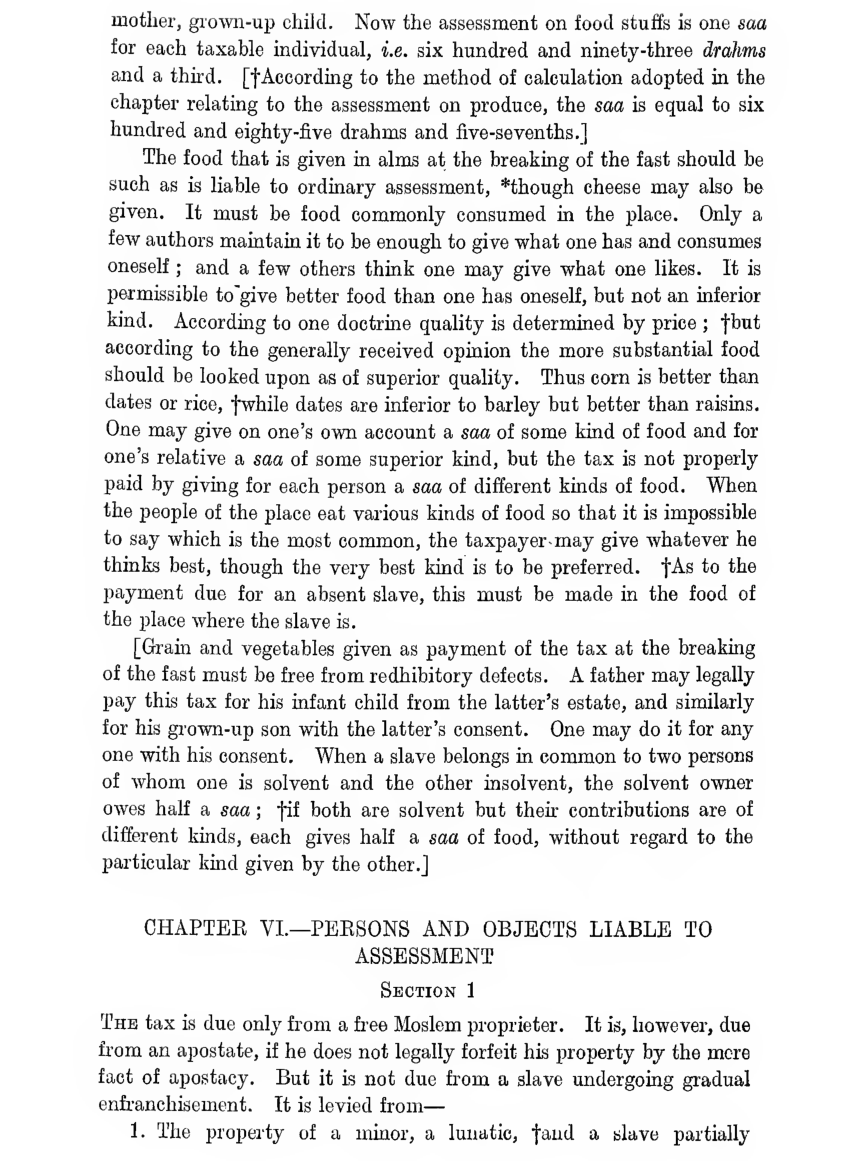 mother, grown-up child. Now the assessment on food stuffs is one saa
for each taxable individual, i.e. six hundred and ninety-three drahms
and a third. [†According to the method of calculation adopted in the
chapter relating to the assessment on produce, the saa is equal to six
hundred and eighty-five drahms and five-sevenths.]
The food that is given in alms at the breaking of the fast should be
such as is liable to ordinary assessment, *though cheese may also be
given. It must be food commonly consumed in the place. Only a
few authors maintain it to be enough to give what one has and consumes
oneself ; and a few others think one may give what one likes. It is
permissible to give better food than one has oneself, but not an inferior
kind. According to one doctrine quality is determined by price ; †but
according to the generally received opinion the more substantial food
should be looked upon as of superior quality. Thus corn is better than
dates or rice, †while dates are inferior to barley but better than raisins.
One may give on one's own account a saa of some kind of food and for
one's relative a saa of some superior kind, but the tax is not properly
paid by giving for each person a saa of different kinds of food. When
the people of the place eat various kinds of food so that it is impossible
to say which is the most common, the taxpayer may give whatever he
thinks best, though the very best kind is to be preferred. †As to the
payment due for an absent slave, this must be made in the food of
the place where the slave is.
[Grain and vegetables given as payment of the tax at the breaking
of the fast must be free from redhibitory defects. A father may legally
pay this tax for his infant child from the latter's estate, and similarly
for his grown-up son with the latter's consent. One may do it for any
one with his consent. When a slave belongs in common to two persons
of whom one is solvent and the other insolvent, the solvent owner
owes half a saa ; †if both are solvent but their contributions are of
different kinds, each gives half a saa of food, without regard to the
particular kind given by the other.]
CHAPTER VI.—PERSONS AND OBJECTS LIABLE TO
ASSESSMENT
SECTION 1
THE tax is due only from a free Moslem proprieter. It is, however, due
from an apostate, if he does not legally forfeit his property by the mere
fact of apostacy. But it is not due from a slave undergoing gradual
enfranchisement. It is levied from—
1. The property of a minor, a lunatic, †and a slave partially